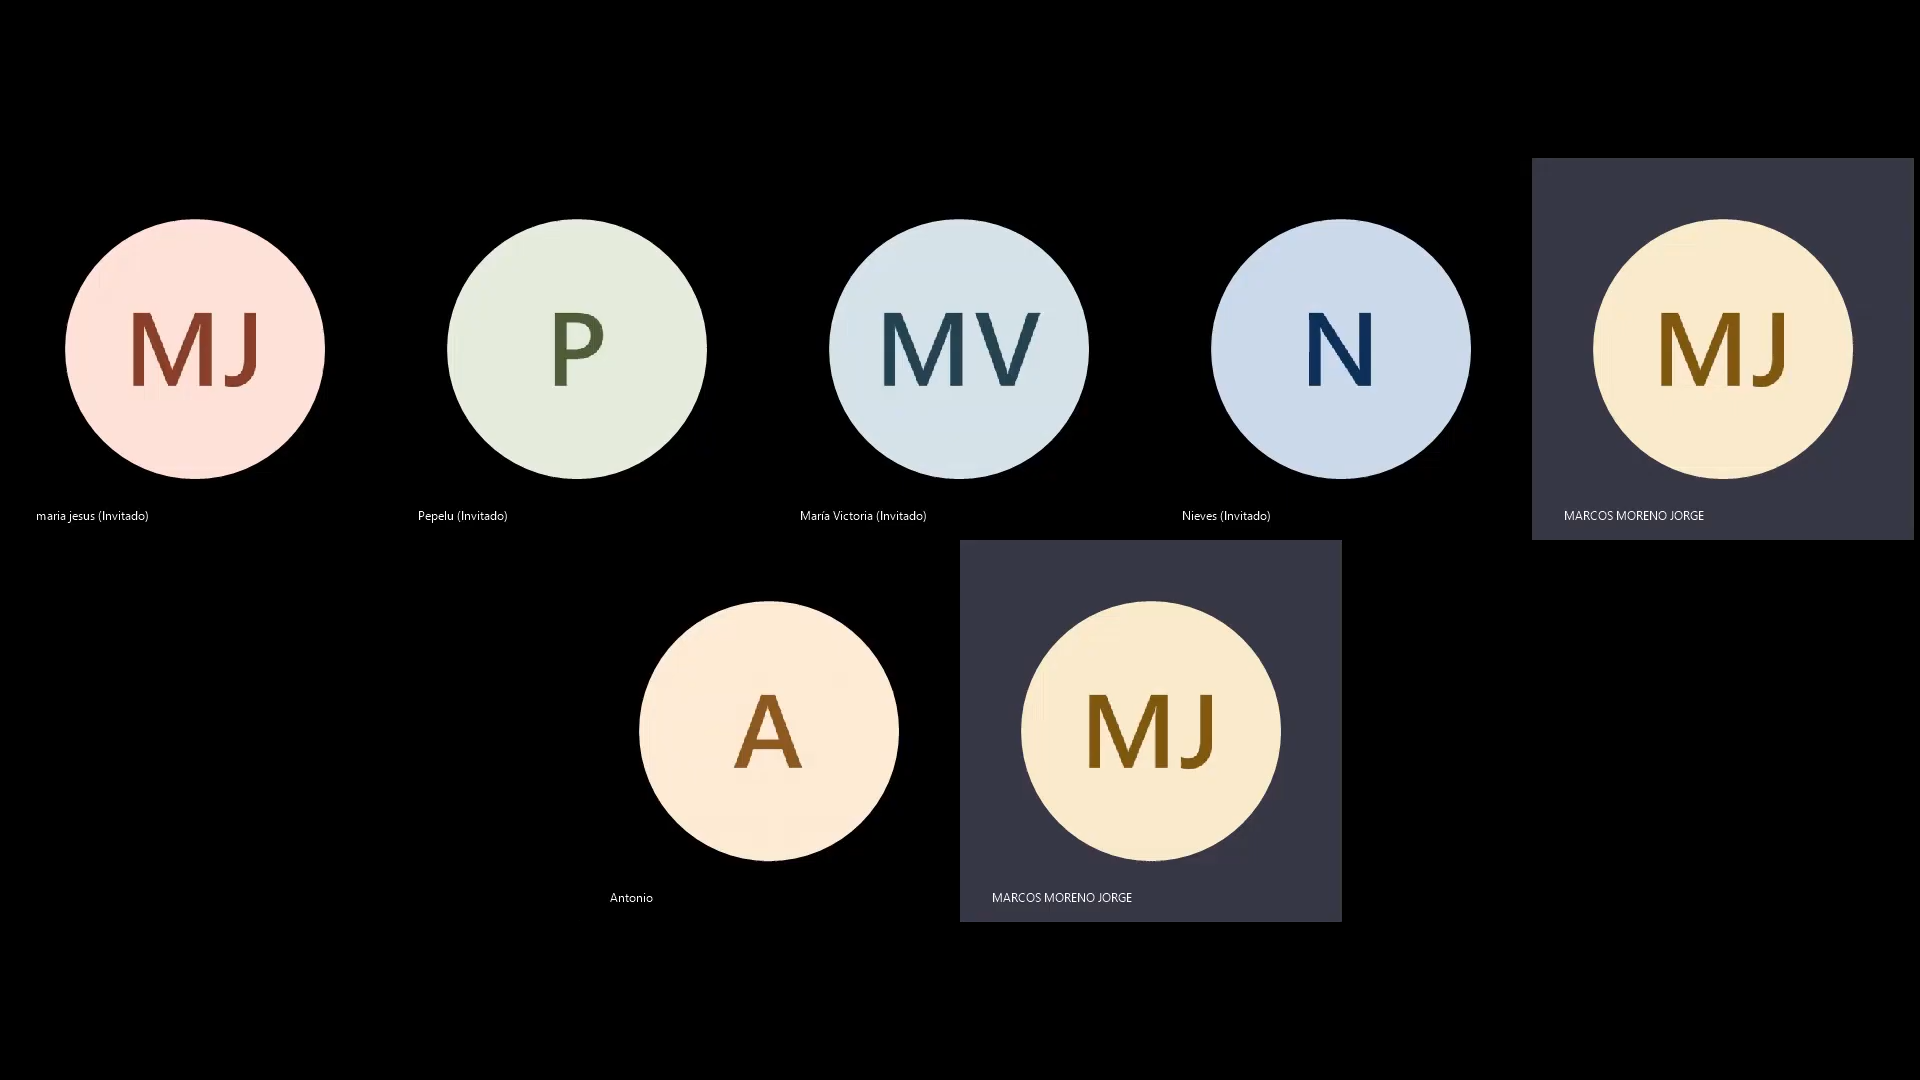 MJ
P
MV
N
MJ
maria jesus (Invitado)
Pepelu (Invitado)
María Victoria (Invitado)
Nieves (Invitado)
MARCOS MORENO JORGE
A
MJ
Antonio
MARCOS MORENO JORGE